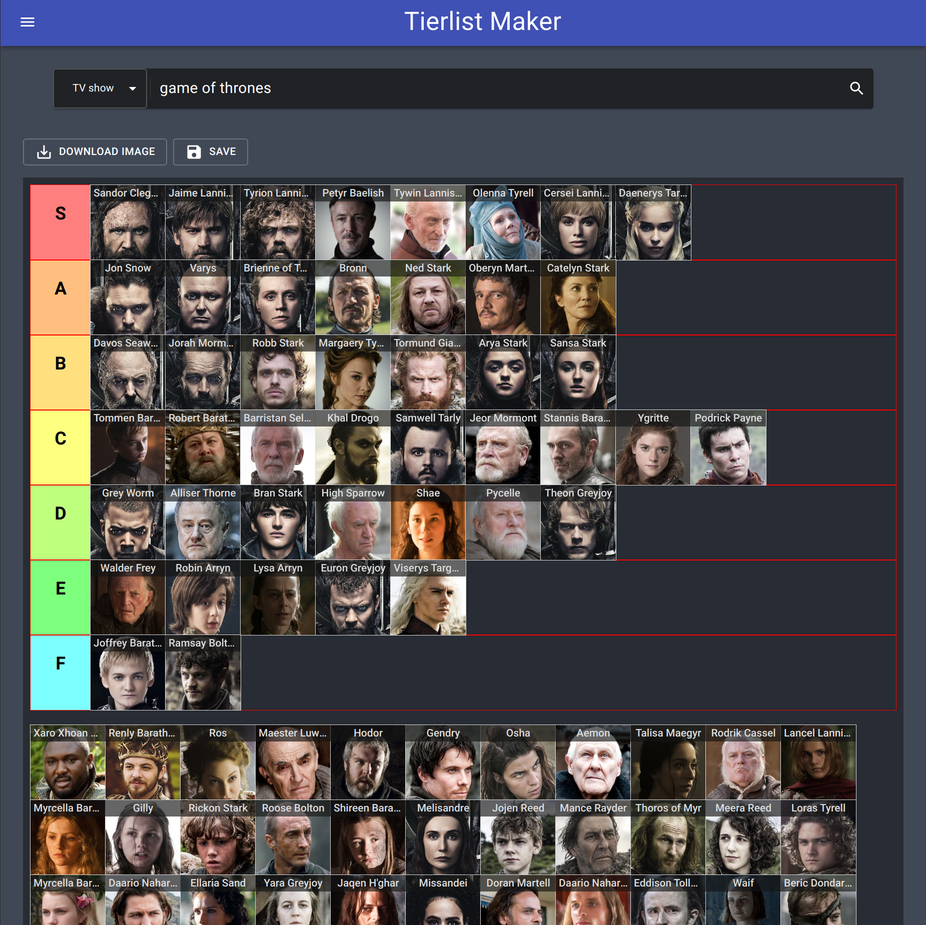 Tierlist Maker
TV show game of thrones
DOWNLOAD IMAGE SAVE
S Sandor Cleg... Jaime Lanni... Tyrion Lanni... Petyr Baelish Tywin Lannis... Olenna Tyrell Cersei Lanni... Daenerys Tar...
A Jon Snow Varys Brienne of T... Bronn Ned Stark Oberyn Mart... Catelyn Stark
B Davos Seaw... Jorah Morm... Robb Stark Margaery Ty... Tormund Gia... Arya Stark Sansa Stark
C Tommen Bar... Robert Barat... Barristan Sel... Khal Drogo Samwell Tarly Jeor Mormont Stannis Bara... Ygritte Podrick Payne
D Grey Worm Alliser Thorne Bran Stark High Sparrow Shae Pycelle Theon Greyjoy
E Walder Frey Robin Arryn Lysa Arryn Euron Greyjoy Viserys Targ...
F Joffrey Barat... Ramsay Bolt...
Xaro Xhoan ... Renly Barath... Ros Maester Luw... Hodor Gendry Osha Aemon Talisa Maegyr Rodrik Cassel Lancel Lanni...
Myrcella Bar... Gilly Rickon Stark Roose Bolton Shireen Bara... Melisandre Jojen Reed Mance Rayder Thoros of Myr Meera Reed Loras Tyrell
Myrcella Bar... Daario Nahar... Ellaria Sand Yara Greyjoy Jaqen H'ghar Missandei Doran Martell Daario Nahar... Eddison Toll... Waif Beric Dondar...